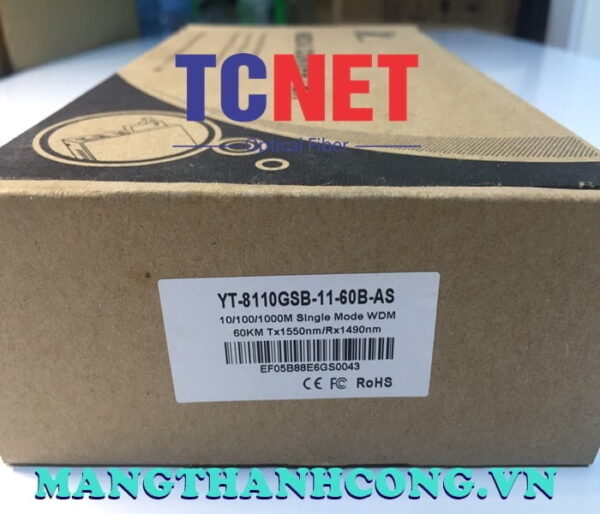 TCNET
Optical Fiber
YT-8110GSB-11-60B-AS
10/100/1000M Single Mode WDM
60KM Tx1550nm/Rx1490nm
EF05B88E6GS0043
CE FC RoHS
MANGTHANHCONG.VN